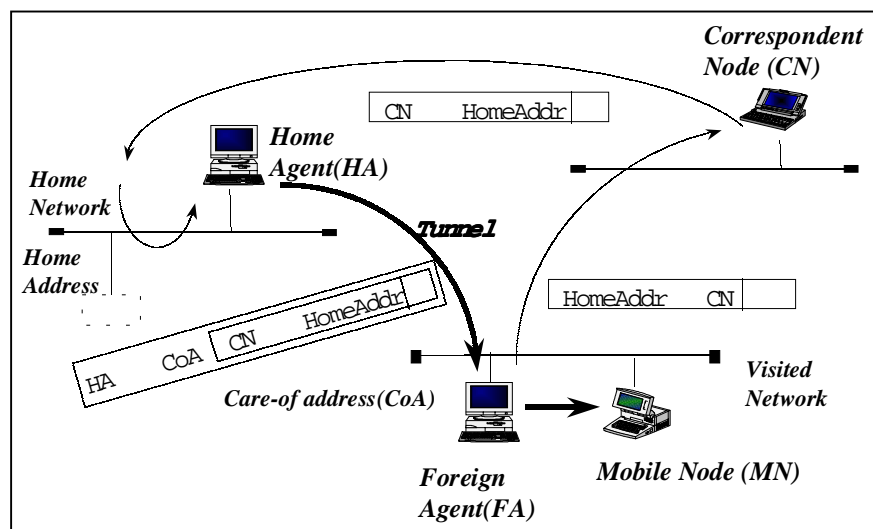 Correspondent
Node (CN)
CN HomeAddr
Home
Agent(HA)
Home
Network
Tunnel
Home
Address
HomeAddr CN
HA CoA CN HomeAddr
Care-of address(CoA)
Visited
Network
Foreign
Agent(FA)
Mobile Node (MN)